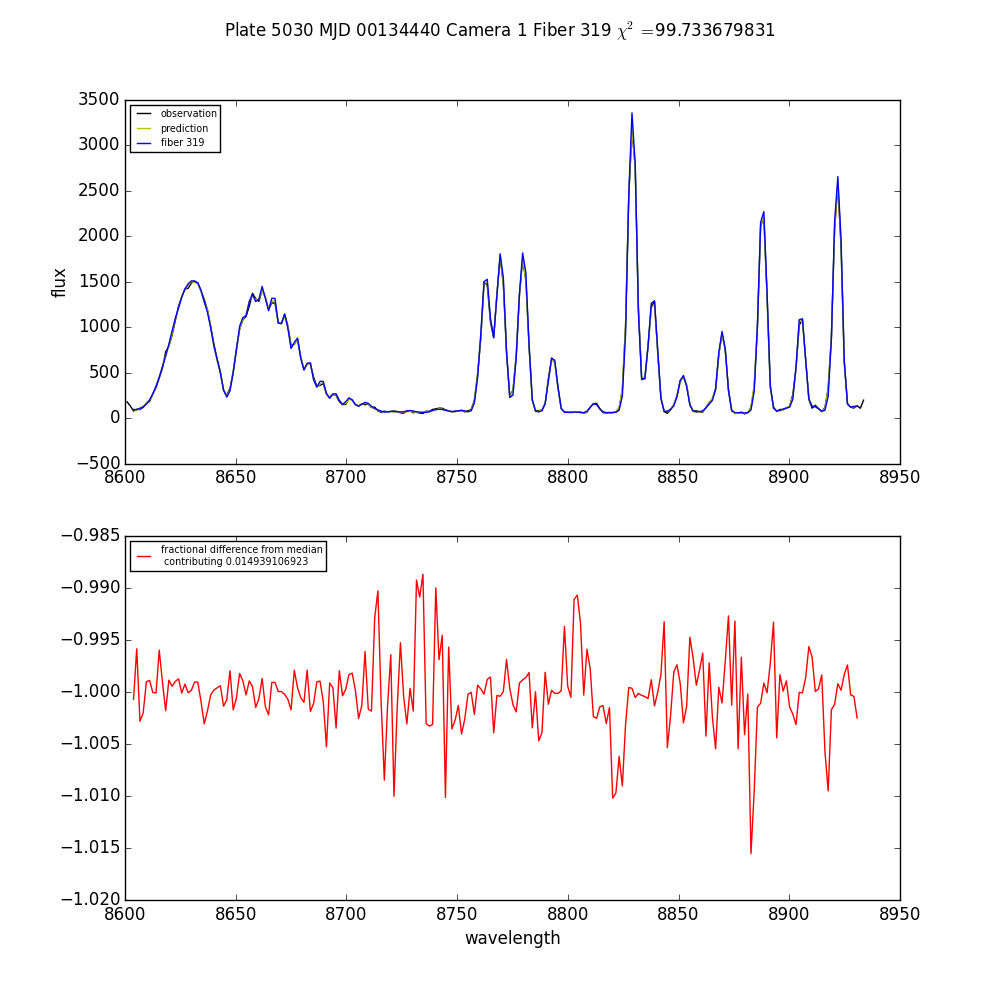 Plate 5030 MJD 00134440 Camera 1 Fiber 319 χ² =99.733679831
3500
3000
2500
2000
1500
1000
500
0
−500
flux
observation
prediction
fiber 319
8600 8650 8700 8750 8800 8850 8900 8950
−0.985
−0.990
−0.995
−1.000
−1.005
−1.010
−1.015
−1.020
fractional difference from median
contributing 0.014939106923
8600 8650 8700 8750 8800 8850 8900 8950
wavelength